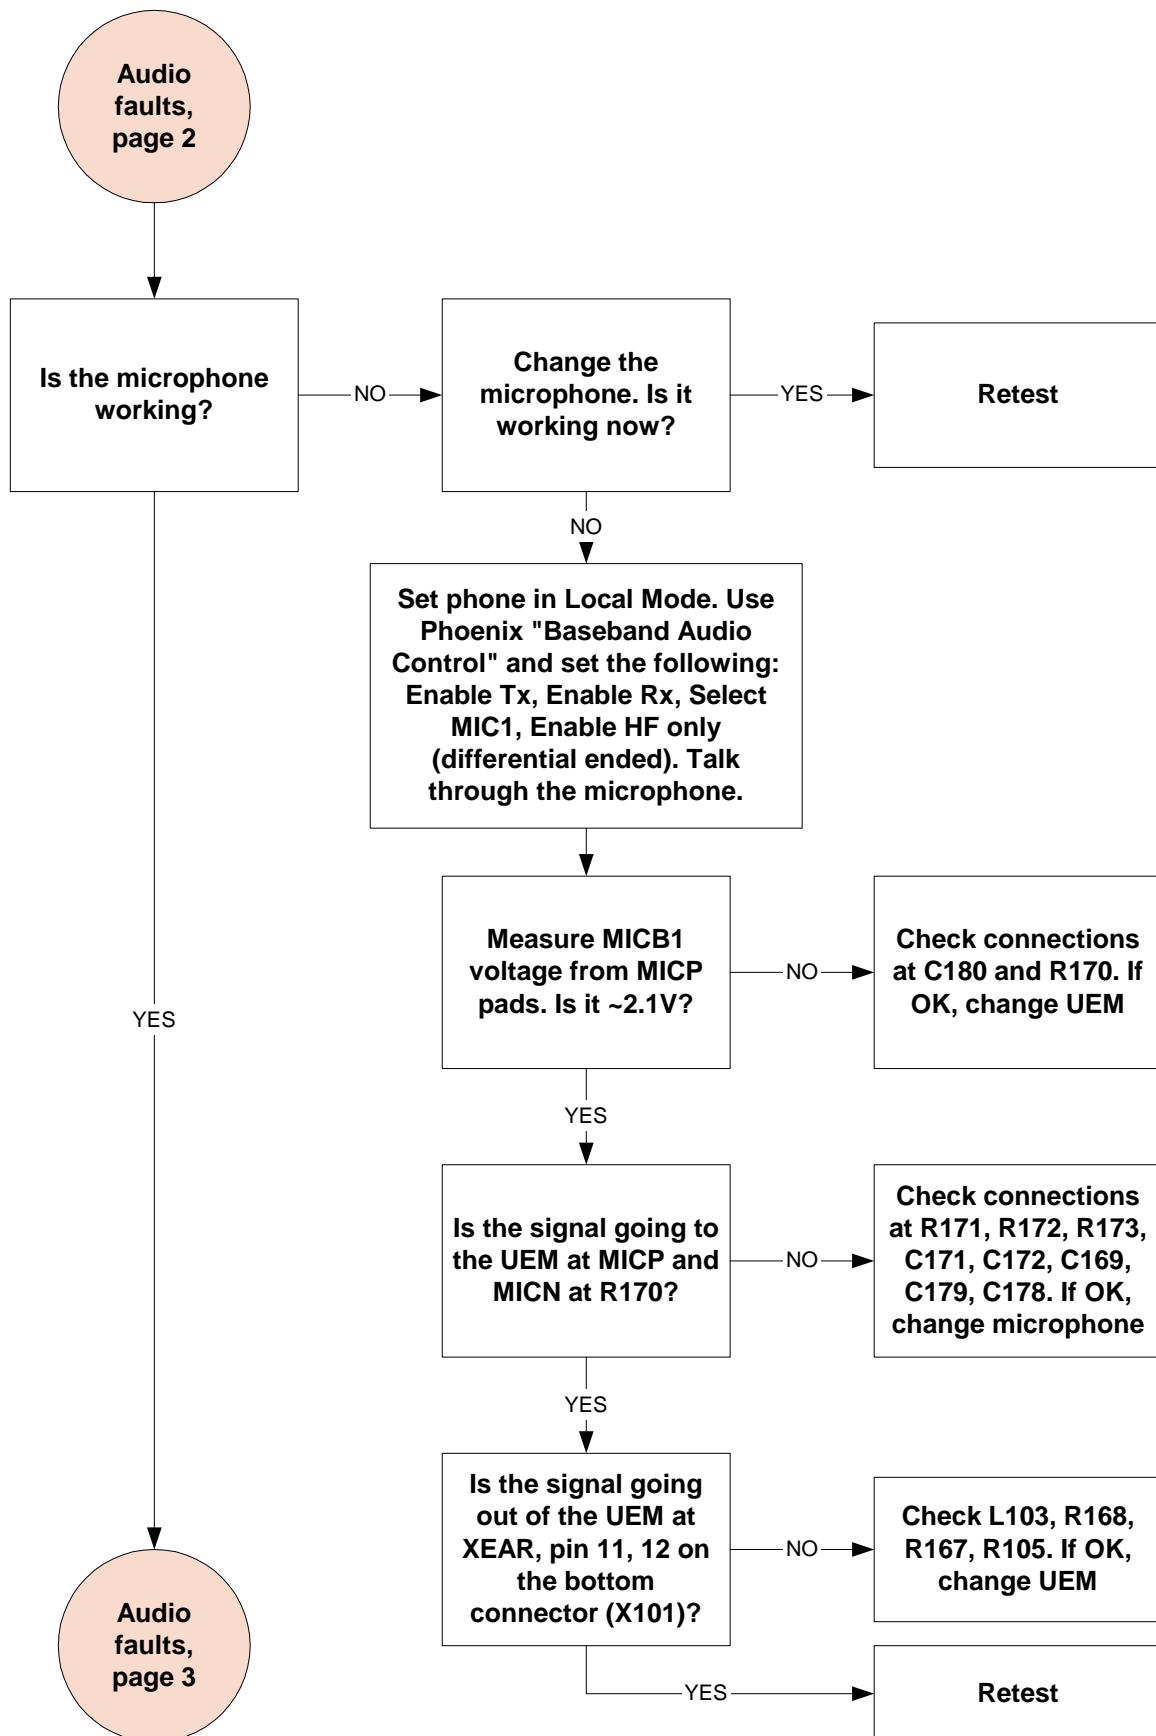 Audio
faults,
page 2
Is the microphone
working?
NO
Change the
microphone. Is it
working now?
YES
Retest
NO
Set phone in Local Mode. Use
Phoenix "Baseband Audio
Control" and set the following:
Enable Tx, Enable Rx, Select
MIC1, Enable HF only
(differential ended). Talk
through the microphone.
Measure MICB1
voltage from MICP
pads. Is it ~2.1V?
NO
Check connections
at C180 and R170. If
OK, change UEM
YES
YES
Is the signal going to
the UEM at MICP and
MICN at R170?
NO
Check connections
at R171, R172, R173,
C171, C172, C169,
C179, C178. If OK,
change microphone
YES
Is the signal going
out of the UEM at
XEAR, pin 11, 12 on
the bottom
connector (X101)?
NO
Check L103, R168,
R167, R105. If OK,
change UEM
Audio
faults,
page 3
YES
Retest